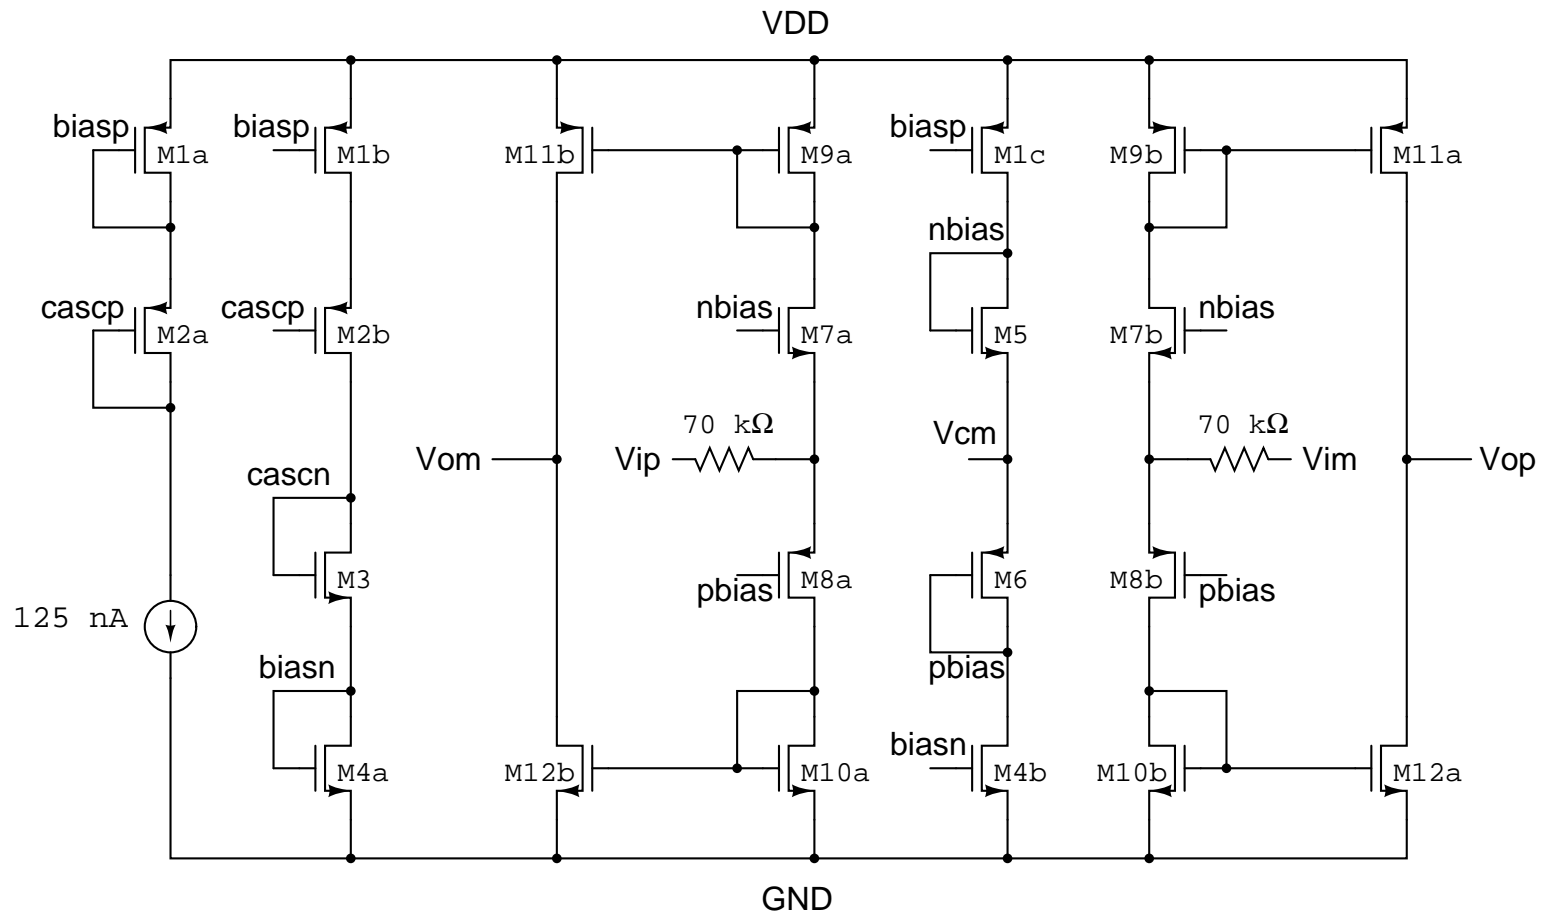 VDD
biasp
biasp
biasp
M1a
M1b
M11b
M9a
M1c
M9b
M11a
nbias
cascp
cascp
nbias
nbias
M2a
M2b
M7a
M5
M7b
70 kΩ
Vcm
70 kΩ
Vom
Vip
Vim
Vop
cascn
M3
M8a
M6
M8b
pbias
pbias
125 nA
biasn
pbias
biasn
M4a
M12b
M10a
M4b
M10b
M12a
GND